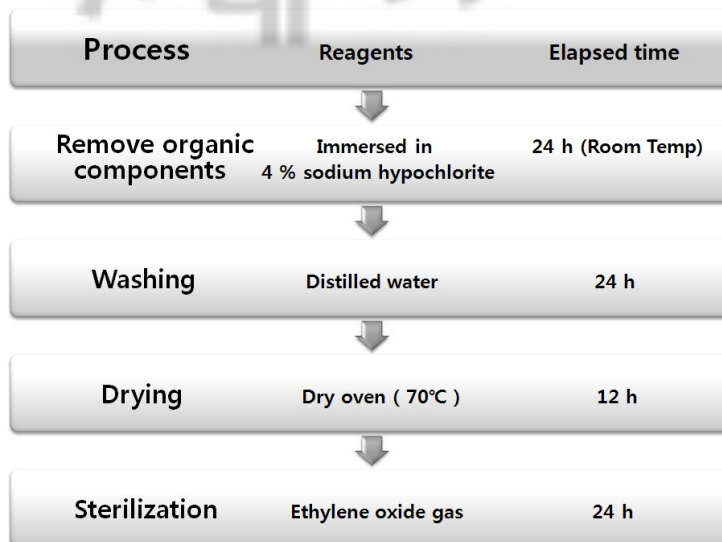 Process Reagents Elapsed time
Remove organic components Immersed in 4 % sodium hypochlorite 24 h (Room Temp)
Washing Distilled water 24 h
Drying Dry oven ( 70℃ ) 12 h
Sterilization Ethylene oxide gas 24 h